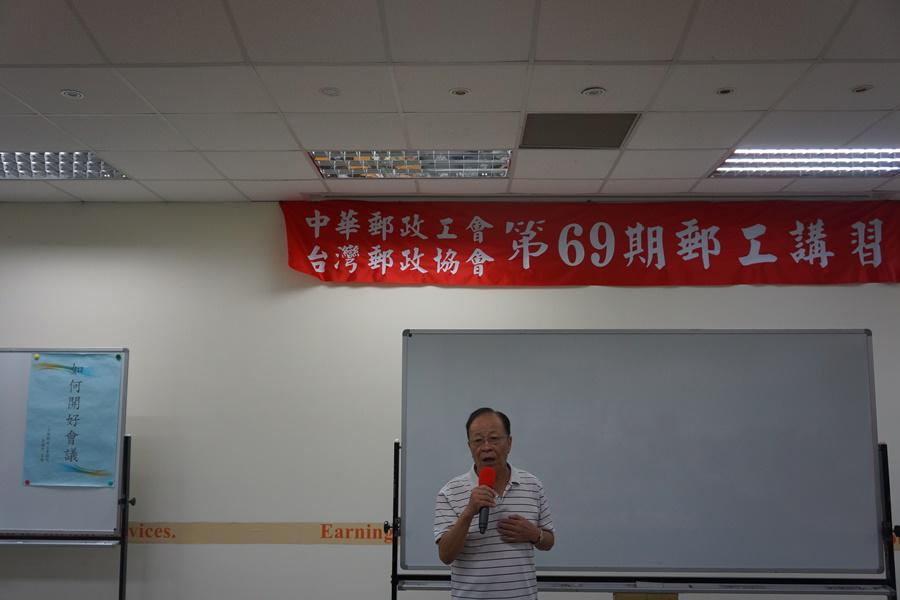 中華郵政工會
台灣郵政協會
第69期郵工講習
如何開好會議
vices.
Earning